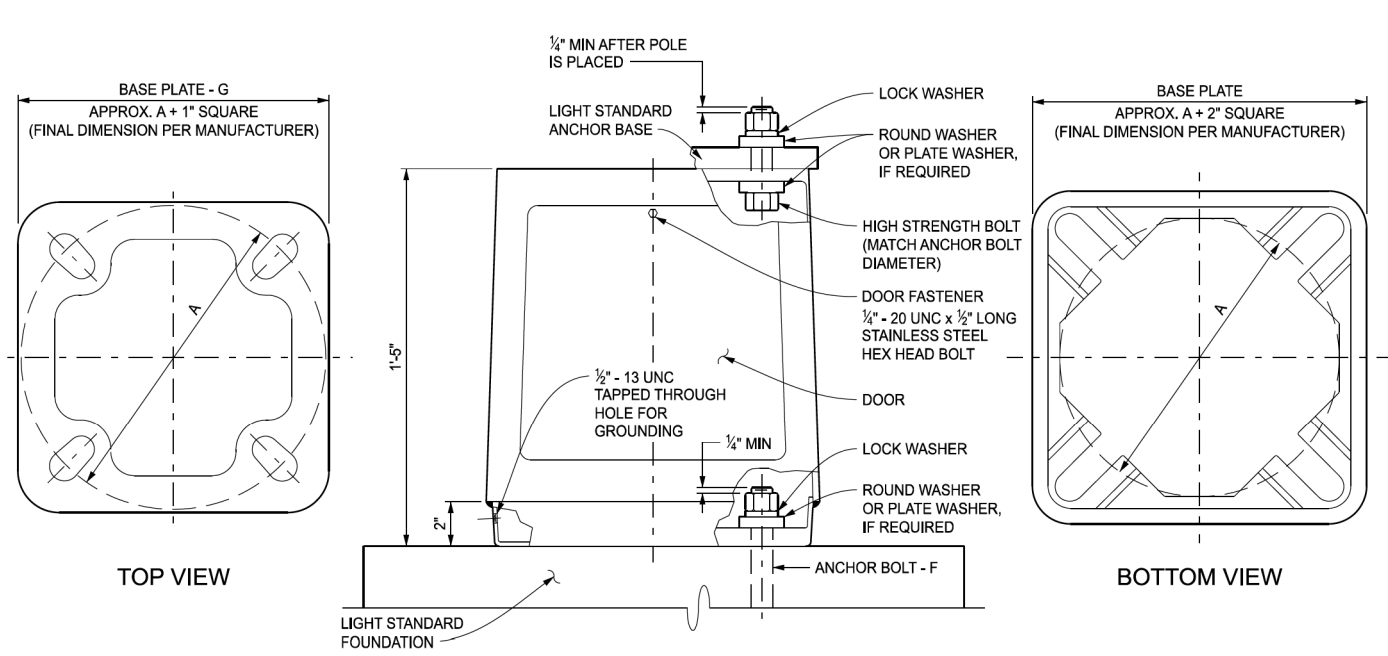 BASE PLATE - G
APPROX. A + 1" SQUARE
(FINAL DIMENSION PER MANUFACTURER)
A
TOP VIEW
¼" MIN AFTER POLE
IS PLACED
LIGHT STANDARD
ANCHOR BASE
1'-5"
2"
½" - 13 UNC
TAPPED THROUGH
HOLE FOR
GROUNDING
¼" MIN
LIGHT STANDARD
FOUNDATION
LOCK WASHER
ROUND WASHER
OR PLATE WASHER,
IF REQUIRED
HIGH STRENGTH BOLT
(MATCH ANCHOR BOLT
DIAMETER)
DOOR FASTENER
¼" - 20 UNC x ½" LONG
STAINLESS STEEL
HEX HEAD BOLT
DOOR
LOCK WASHER
ROUND WASHER
OR PLATE WASHER,
IF REQUIRED
ANCHOR BOLT - F
BASE PLATE
APPROX. A + 2" SQUARE
(FINAL DIMENSION PER MANUFACTURER)
A
BOTTOM VIEW